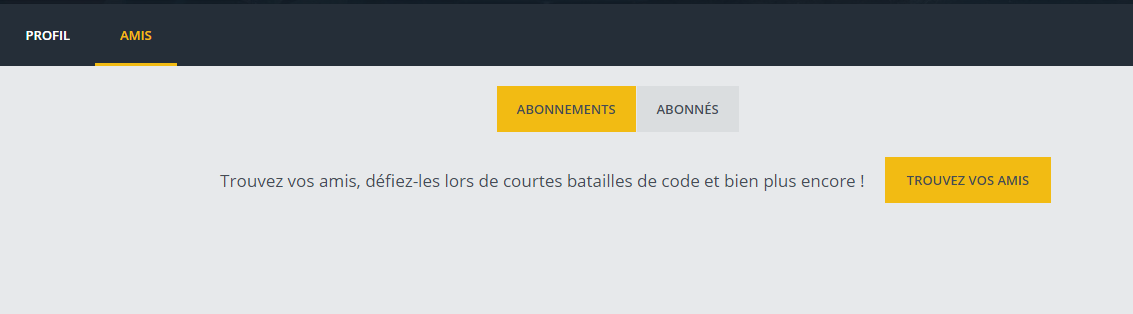 PROFIL AMIS
ABONNEMENTS ABONNÉS
Trouvez vos amis, défiez-les lors de courtes batailles de code et bien plus encore ! TROUVEZ VOS AMIS